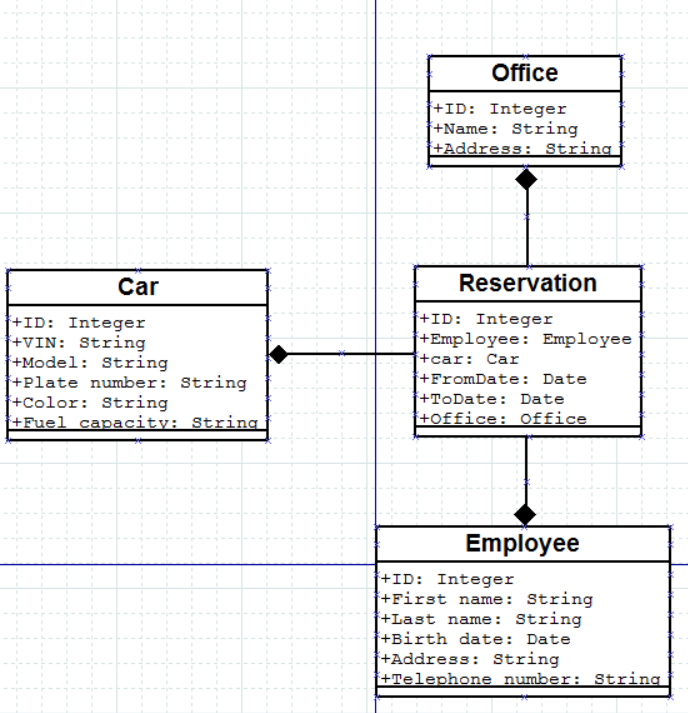 Office
+ID: Integer
+Name: String
+Address: String
Car
+ID: Integer
+VIN: String
+Model: String
+Plate number: String
+Color: String
+Fuel capacity: String
Reservation
+ID: Integer
+Employee: Employee
+car: Car
+FromDate: Date
+ToDate: Date
+Office: Office
Employee
+ID: Integer
+First name: String
+Last name: String
+Birth date: Date
+Address: String
+Telephone number: String